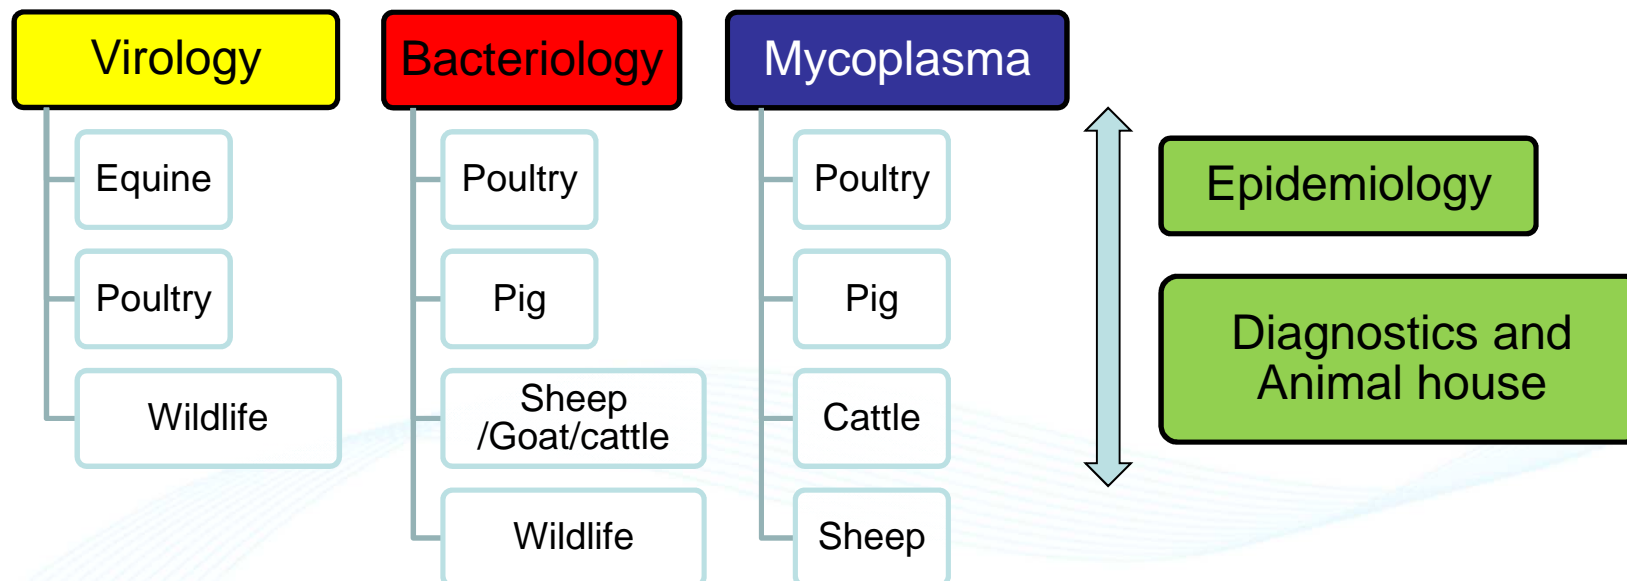 Virology
Equine
Poultry
Wildlife
Bacteriology
Poultry
Pig
Sheep
/Goat/cattle
Wildlife
Mycoplasma
Poultry
Pig
Cattle
Sheep
Epidemiology
Diagnostics and
Animal house